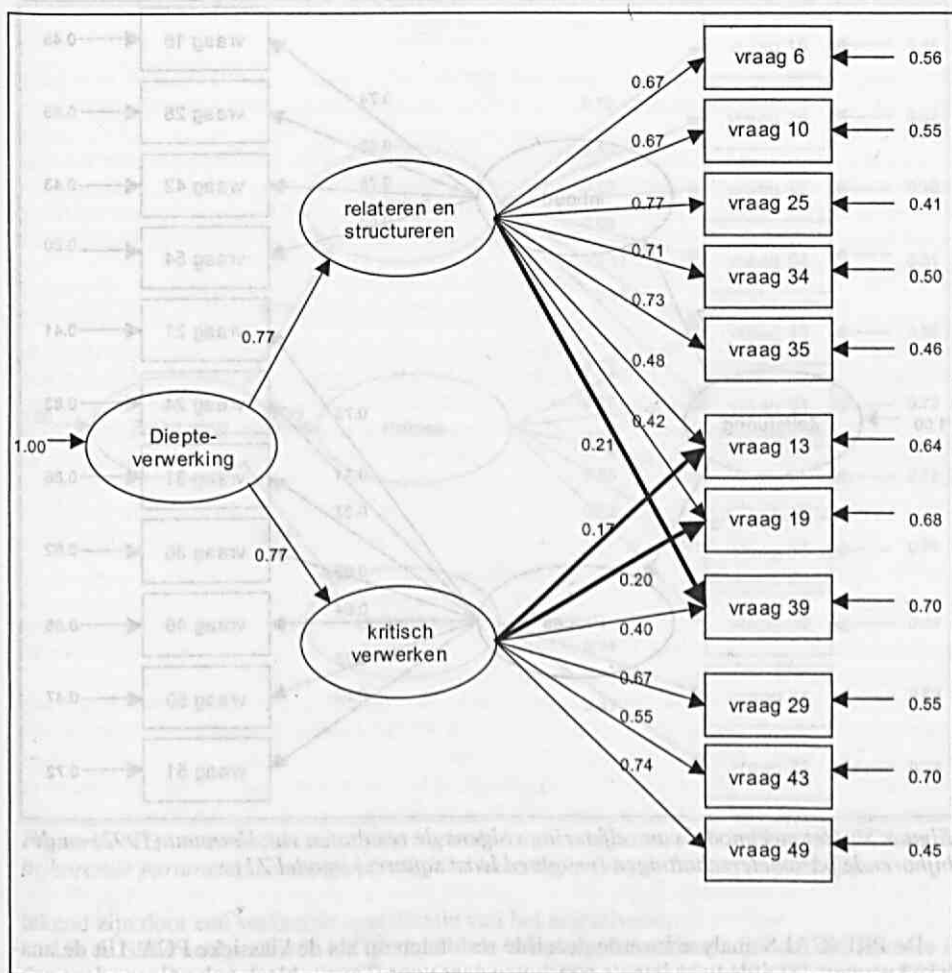 vraag 6
0.56
0.67
vraag 10
0.55
0.67
vraag 25
0.41
0.77
relateren en
structureren
vraag 34
0.50
0.71
vraag 35
0.46
0.73
0.77
0.48
0.42
0.21
1.00
Diepte-
verwerking
vraag 13
0.64
vraag 19
0.68
0.17
0.20
0.77
vraag 39
0.70
0.40
kritisch
verwerken
0.67
vraag 29
0.55
0.55
vraag 43
0.70
0.74
vraag 49
0.45